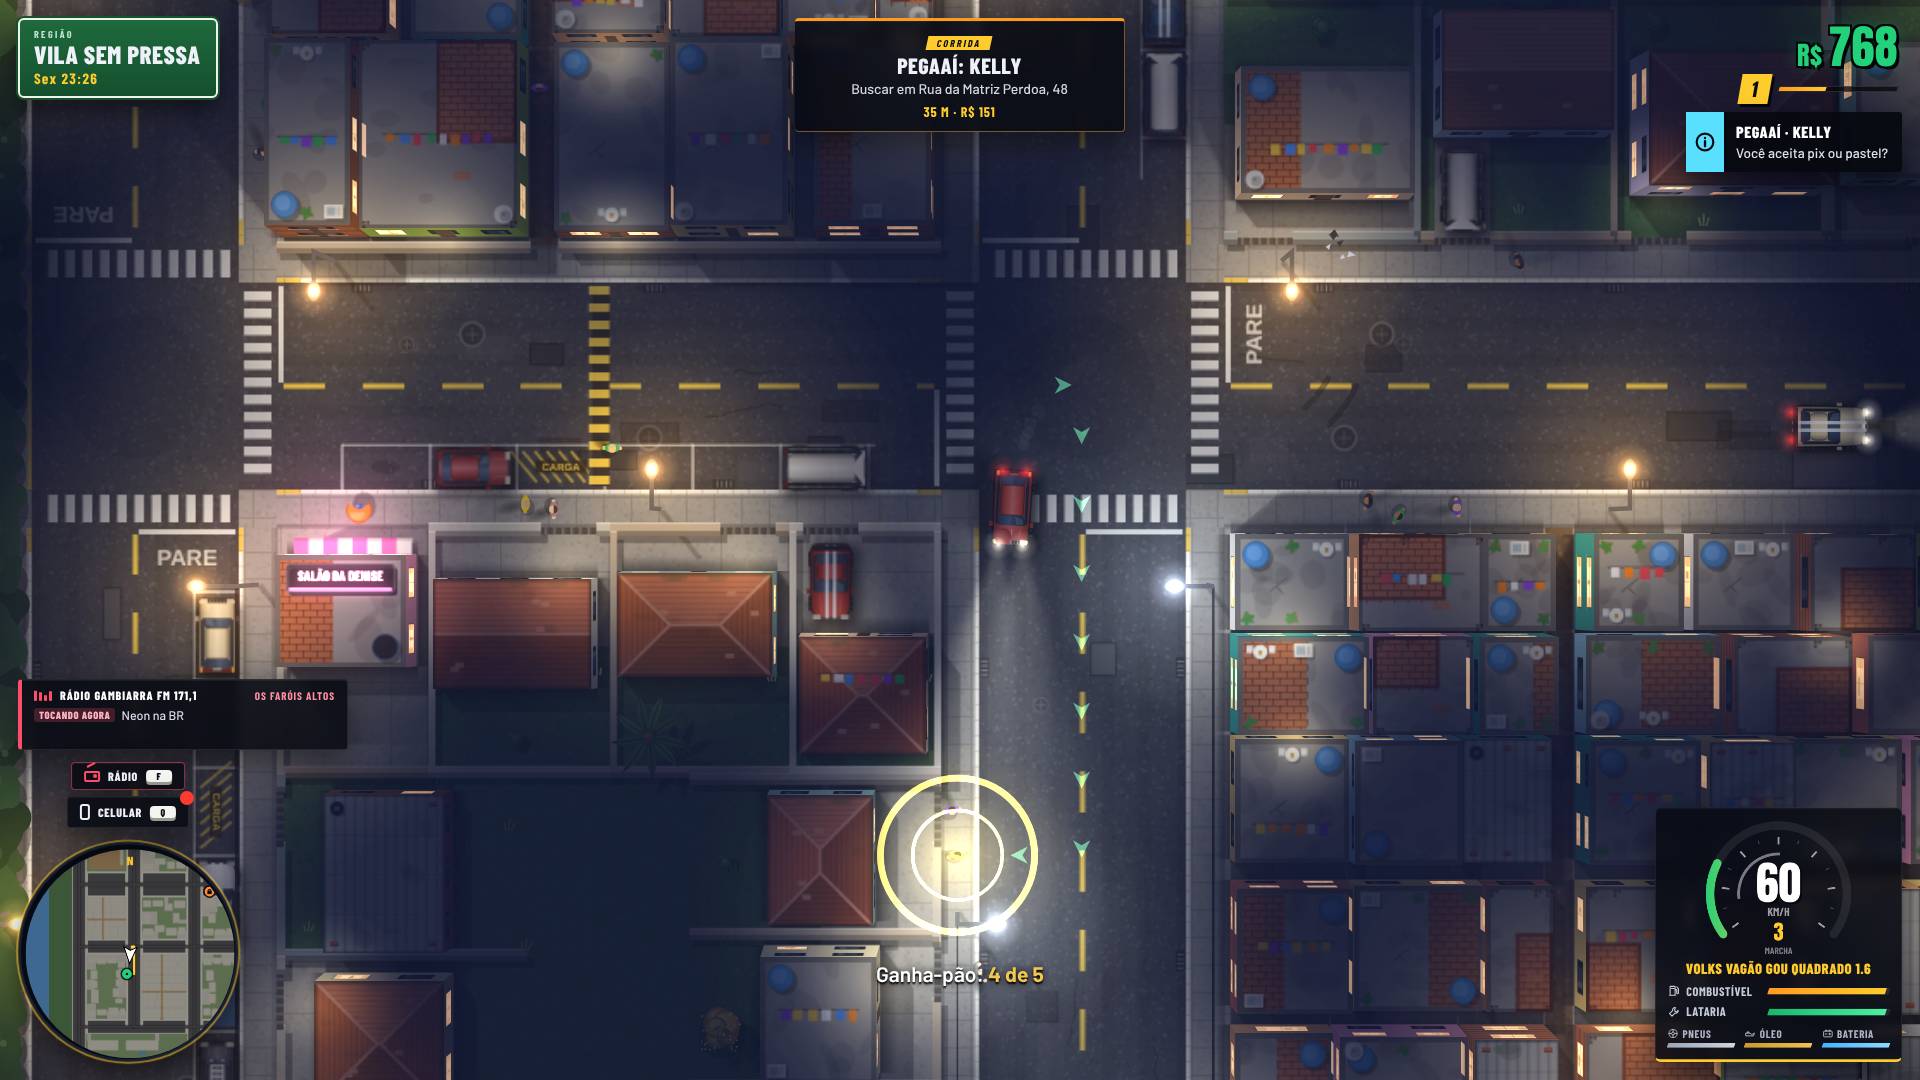 REGIÃO
VILA SEM PRESSA
Sex 23:26
CORRIDA
PEGAAÍ: KELLY
Buscar em Rua da Matriz Perdoa, 48
35 M · R$ 151
R$ 768
1
PEGAAÍ · KELLY
Você aceita pix ou pastel?
PARE
PARE
CARGA
PARE
SALÃO DA DENISE
RÁDIO GAMBIARRA FM 171,1
OS FARÓIS ALTOS
TOCANDO AGORA Neon na BR
RÁDIO F
CELULAR Q
CARGA
N
Ganha-pão: 4 de 5
60
KM/H
3
MARCHA
VOLKS VAGÃO GOU QUADRADO 1.6
COMBUSTÍVEL
LATARIA
PNEUS ÓLEO BATERIA